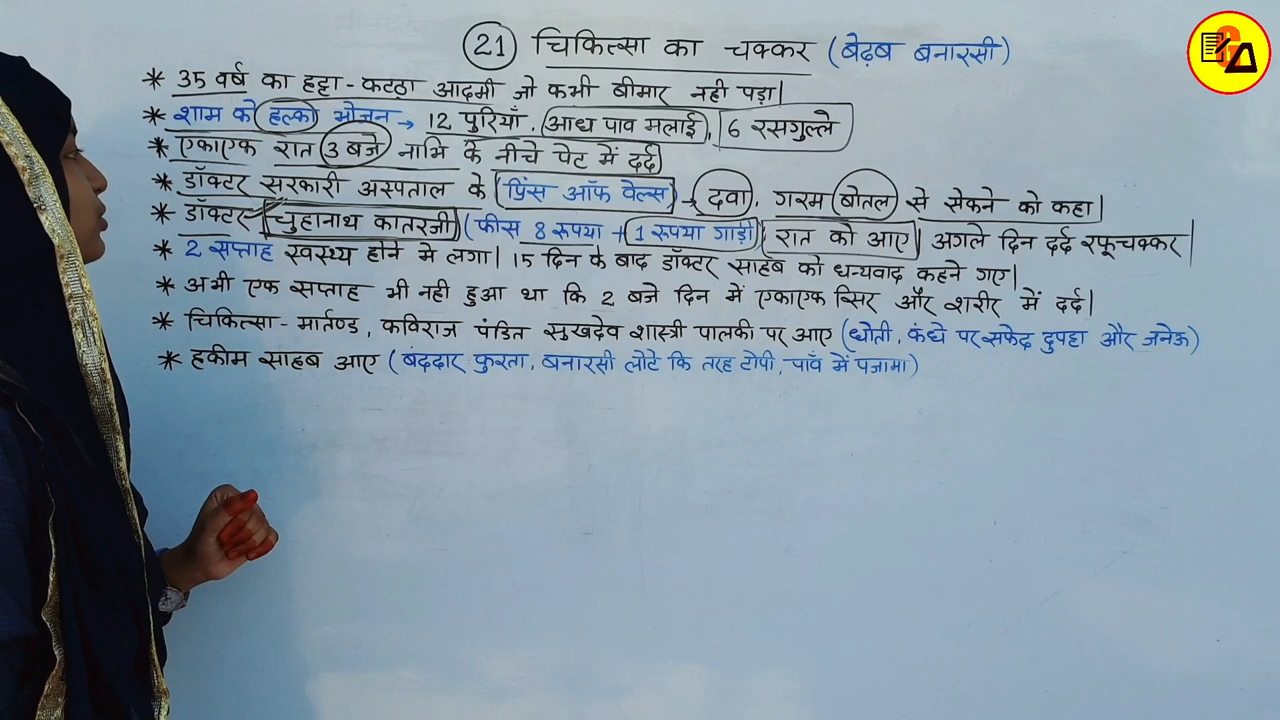 21 चिकित्सा का चक्कर (बेढ़ब बनारसी)
* 35 वर्ष का हट्टा-कटठा आदमी जो कभी बीमार नही पड़ा|
* शाम को हल्का भोजन → 12 पुरियाँ, आध पाव मलाई, 6 रसगुल्ले
* एकाएक रात 3 बजे नाभि के नीचे पेट में दर्द
* डॉक्टर सरकारी अस्पताल के प्रिंस ऑफ वेल्स → दवा, गरम बोतल से सेकने को कहा|
* डॉक्टर चुहानाथ कातरजी (फीस 8 रूपया + 1 रूपया गाड़ी) रात को आए| अगले दिन दर्द रफूचक्कर|
* 2 सप्ताह स्वस्थ्य होने मे लगा| 15 दिन के बाद डॉक्टर साहब को धन्यवाद कहने गए|
* अभी एक सप्ताह भी नही हुआ था कि 2 बजे दिन में एकाएक सिर और शरीर में दर्द|
* चिकित्सा-मार्तण्ड, कविराज पंडित सुखदेव शास्त्री पालकी पर आए (धोती, कंधे पर सफेद दुपट्टा और जनेऊ)
* हकीम साहब आए (बंददार कुरता, बनारसी लोटे कि तरह टोपी, पाँव में पजामा)